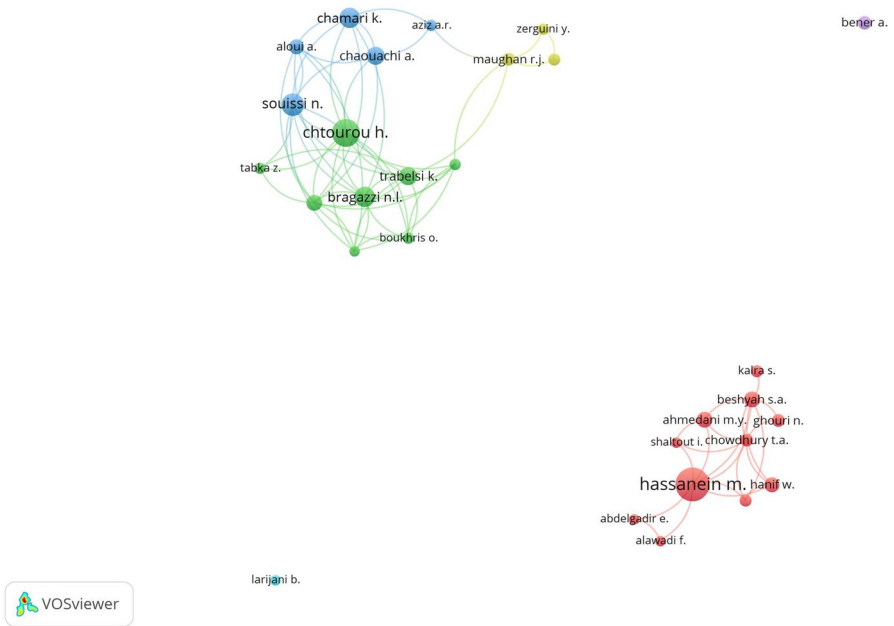 chamari k.
aziz a.r.
bener a.
zerguini y.
aloui a.
chaouachi a.
maughan r.j.
souissi n.
chtourou h.
tabka z.
trabelsi k.
bragazzi n.l.
boukhris o.
kalra s.
beshyah s.a.
ahmedani m.y.
ghouri n.
shaltout i.
chowdhury t.a.
hassanein m.
hanif w.
abdelgadir e.
alawadi f.
larijani b.
VOSviewer